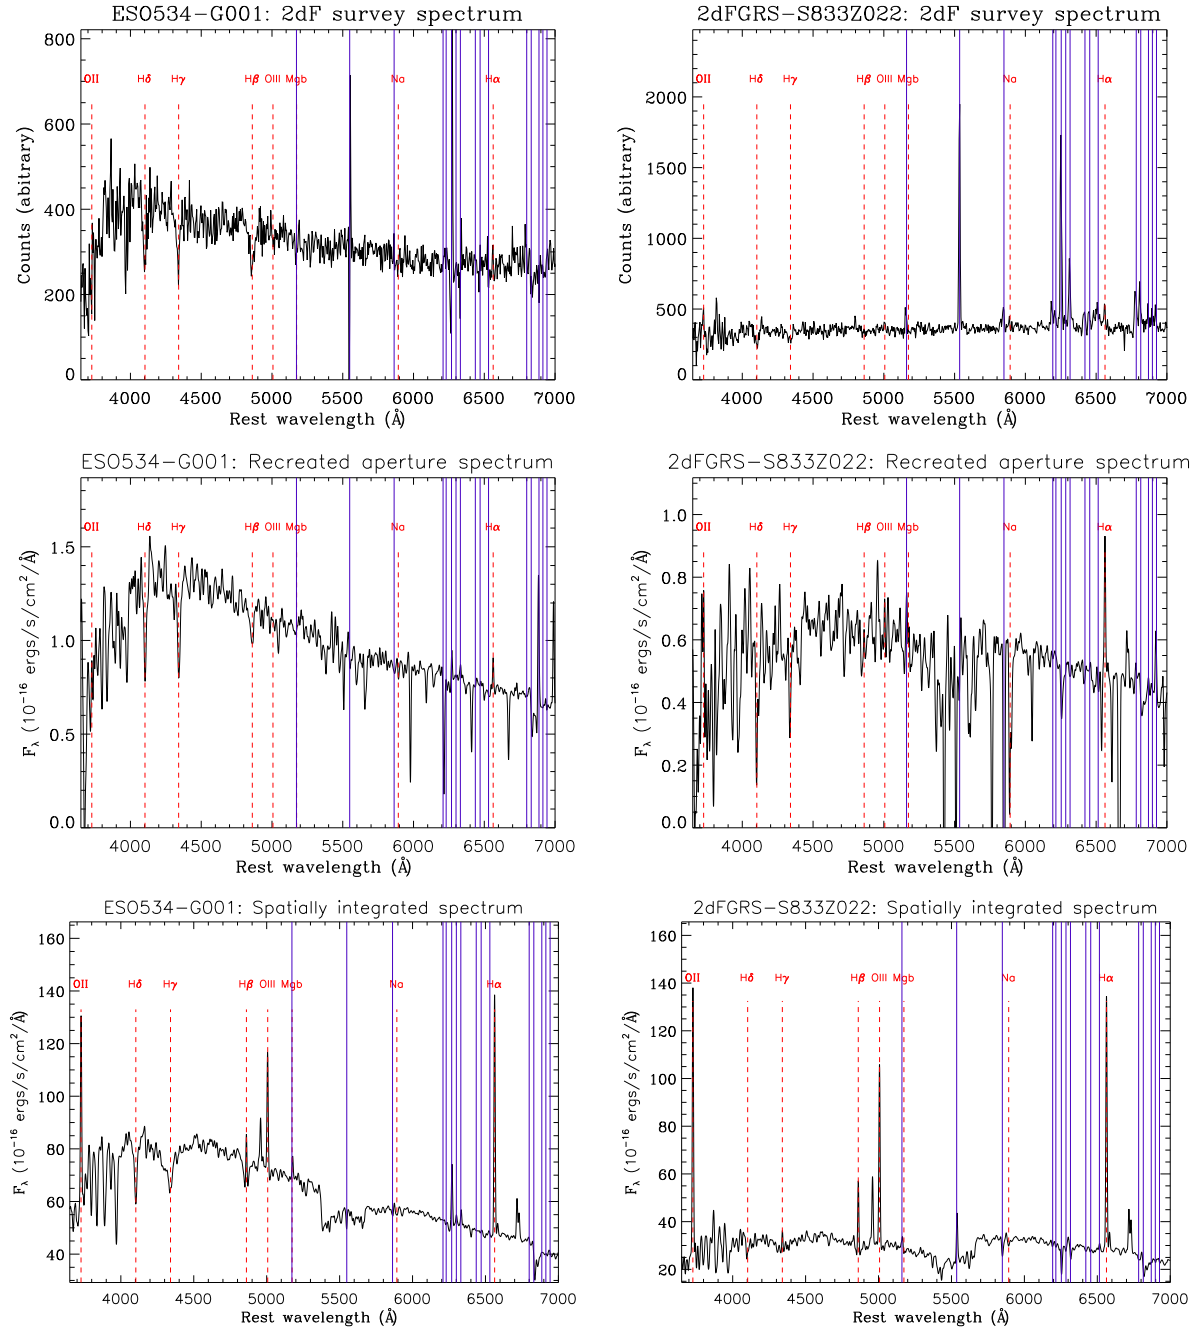 ESO534-G001: 2dF survey spectrum
800
600
400
200
0
Counts (abitrary)
OII Hδ Hγ Hβ OIII Mgb Na Hα
4000 4500 5000 5500 6000 6500 7000
Rest wavelength (Å)
2dFGRS-S833Z022: 2dF survey spectrum
2000
1500
1000
500
0
Counts (abitrary)
OII Hδ Hγ Hβ OIII Mgb Na Hα
4000 4500 5000 5500 6000 6500 7000
Rest wavelength (Å)
ESO534-G001: Recreated aperture spectrum
1.5
1.0
0.5
0.0
Fλ (10⁻¹⁶ ergs/s/cm²/Å)
OII Hδ Hγ Hβ OIII Mgb Na Hα
4000 4500 5000 5500 6000 6500 7000
Rest wavelength (Å)
2dFGRS-S833Z022: Recreated aperture spectrum
1.0
0.8
0.6
0.4
0.2
0.0
Fλ (10⁻¹⁶ ergs/s/cm²/Å)
OII Hδ Hγ Hβ OIII Mgb Na Hα
4000 4500 5000 5500 6000 6500 7000
Rest wavelength (Å)
ESO534-G001: Spatially integrated spectrum
160
140
120
100
80
60
40
Fλ (10⁻¹⁶ ergs/s/cm²/Å)
OII Hδ Hγ Hβ OIII Mgb Na Hα
4000 4500 5000 5500 6000 6500 7000
Rest wavelength (Å)
2dFGRS-S833Z022: Spatially integrated spectrum
160
140
120
100
80
60
40
20
Fλ (10⁻¹⁶ ergs/s/cm²/Å)
OII Hδ Hγ Hβ OIII Mgb Na Hα
4000 4500 5000 5500 6000 6500 7000
Rest wavelength (Å)